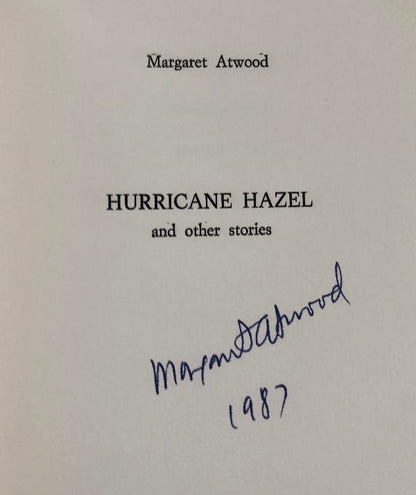 Margaret Atwood
HURRICANE HAZEL
and other stories
Margaret Atwood
1987